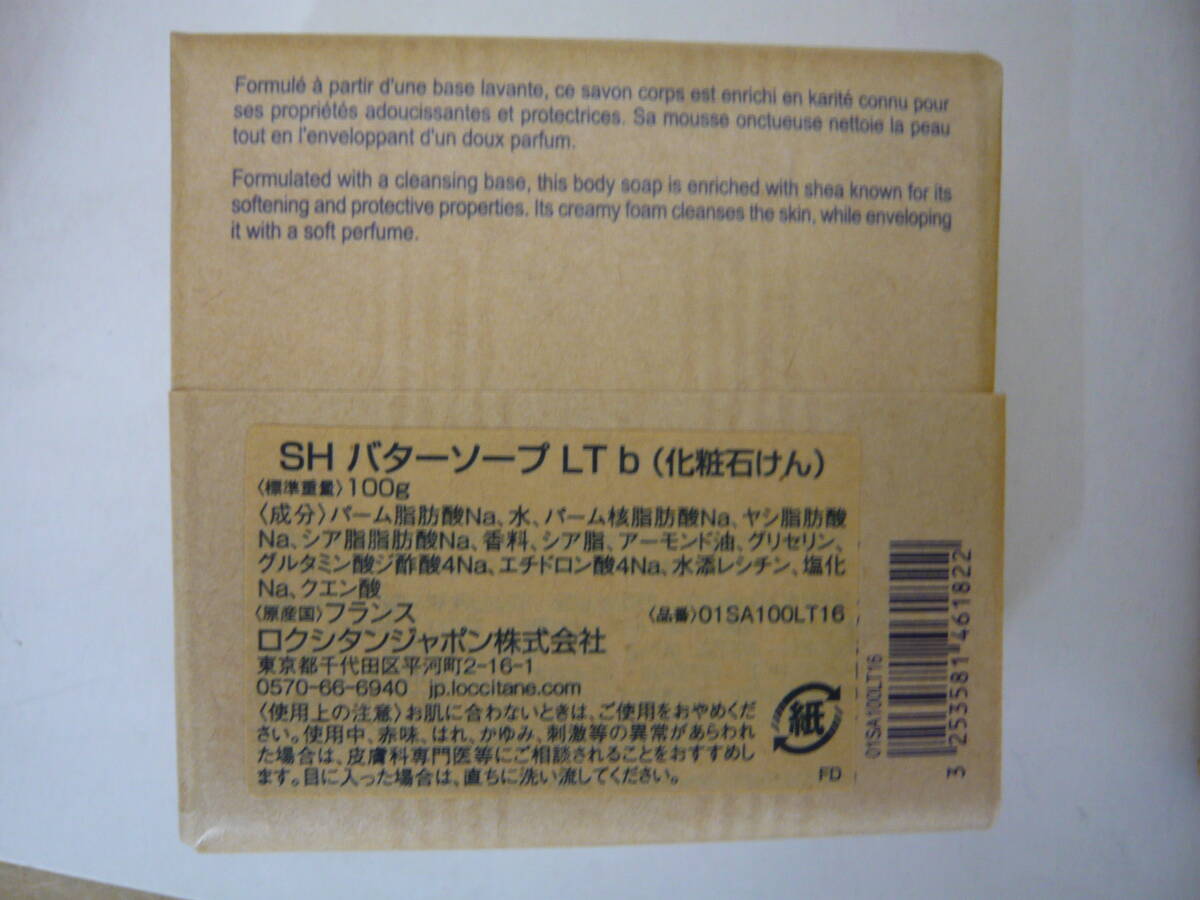 Formulé à partir d'une base lavante, ce savon corps est enrichi en karité connu pour
ses propriétés adoucissantes et protectrices. Sa mousse onctueuse nettoie la peau
tout en l'enveloppant d'un doux parfum.
Formulated with a cleansing base, this body soap is enriched with shea known for its
softening and protective properties. Its creamy foam cleanses the skin, while enveloping
it with a soft perfume.
SH バターソープ LT b（化粧石けん）
〈標準重量〉100g
〈成分〉パーム脂肪酸Na、水、パーム核脂肪酸Na、ヤシ脂肪酸
Na、シア脂脂肪酸Na、香料、シア脂、アーモンド油、グリセリン、
グルタミン酸ジ酢酸4Na、エチドロン酸4Na、水添レシチン、塩化
Na、クエン酸
〈原産国〉フランス 〈品番〉01SA100LT16
ロクシタンジャポン株式会社
東京都千代田区平河町2-16-1
0570-66-6940 jp.loccitane.com
〈使用上の注意〉お肌に合わないときは、ご使用をおやめくだ
さい。使用中、赤味、はれ、かゆみ、刺激等の異常があらわれ
た場合は、皮膚科専門医等にご相談されることをおすすめし
ます。目に入った場合は、直ちに洗い流してください。
紙
FD
01SA100LT16
3 253581 461822